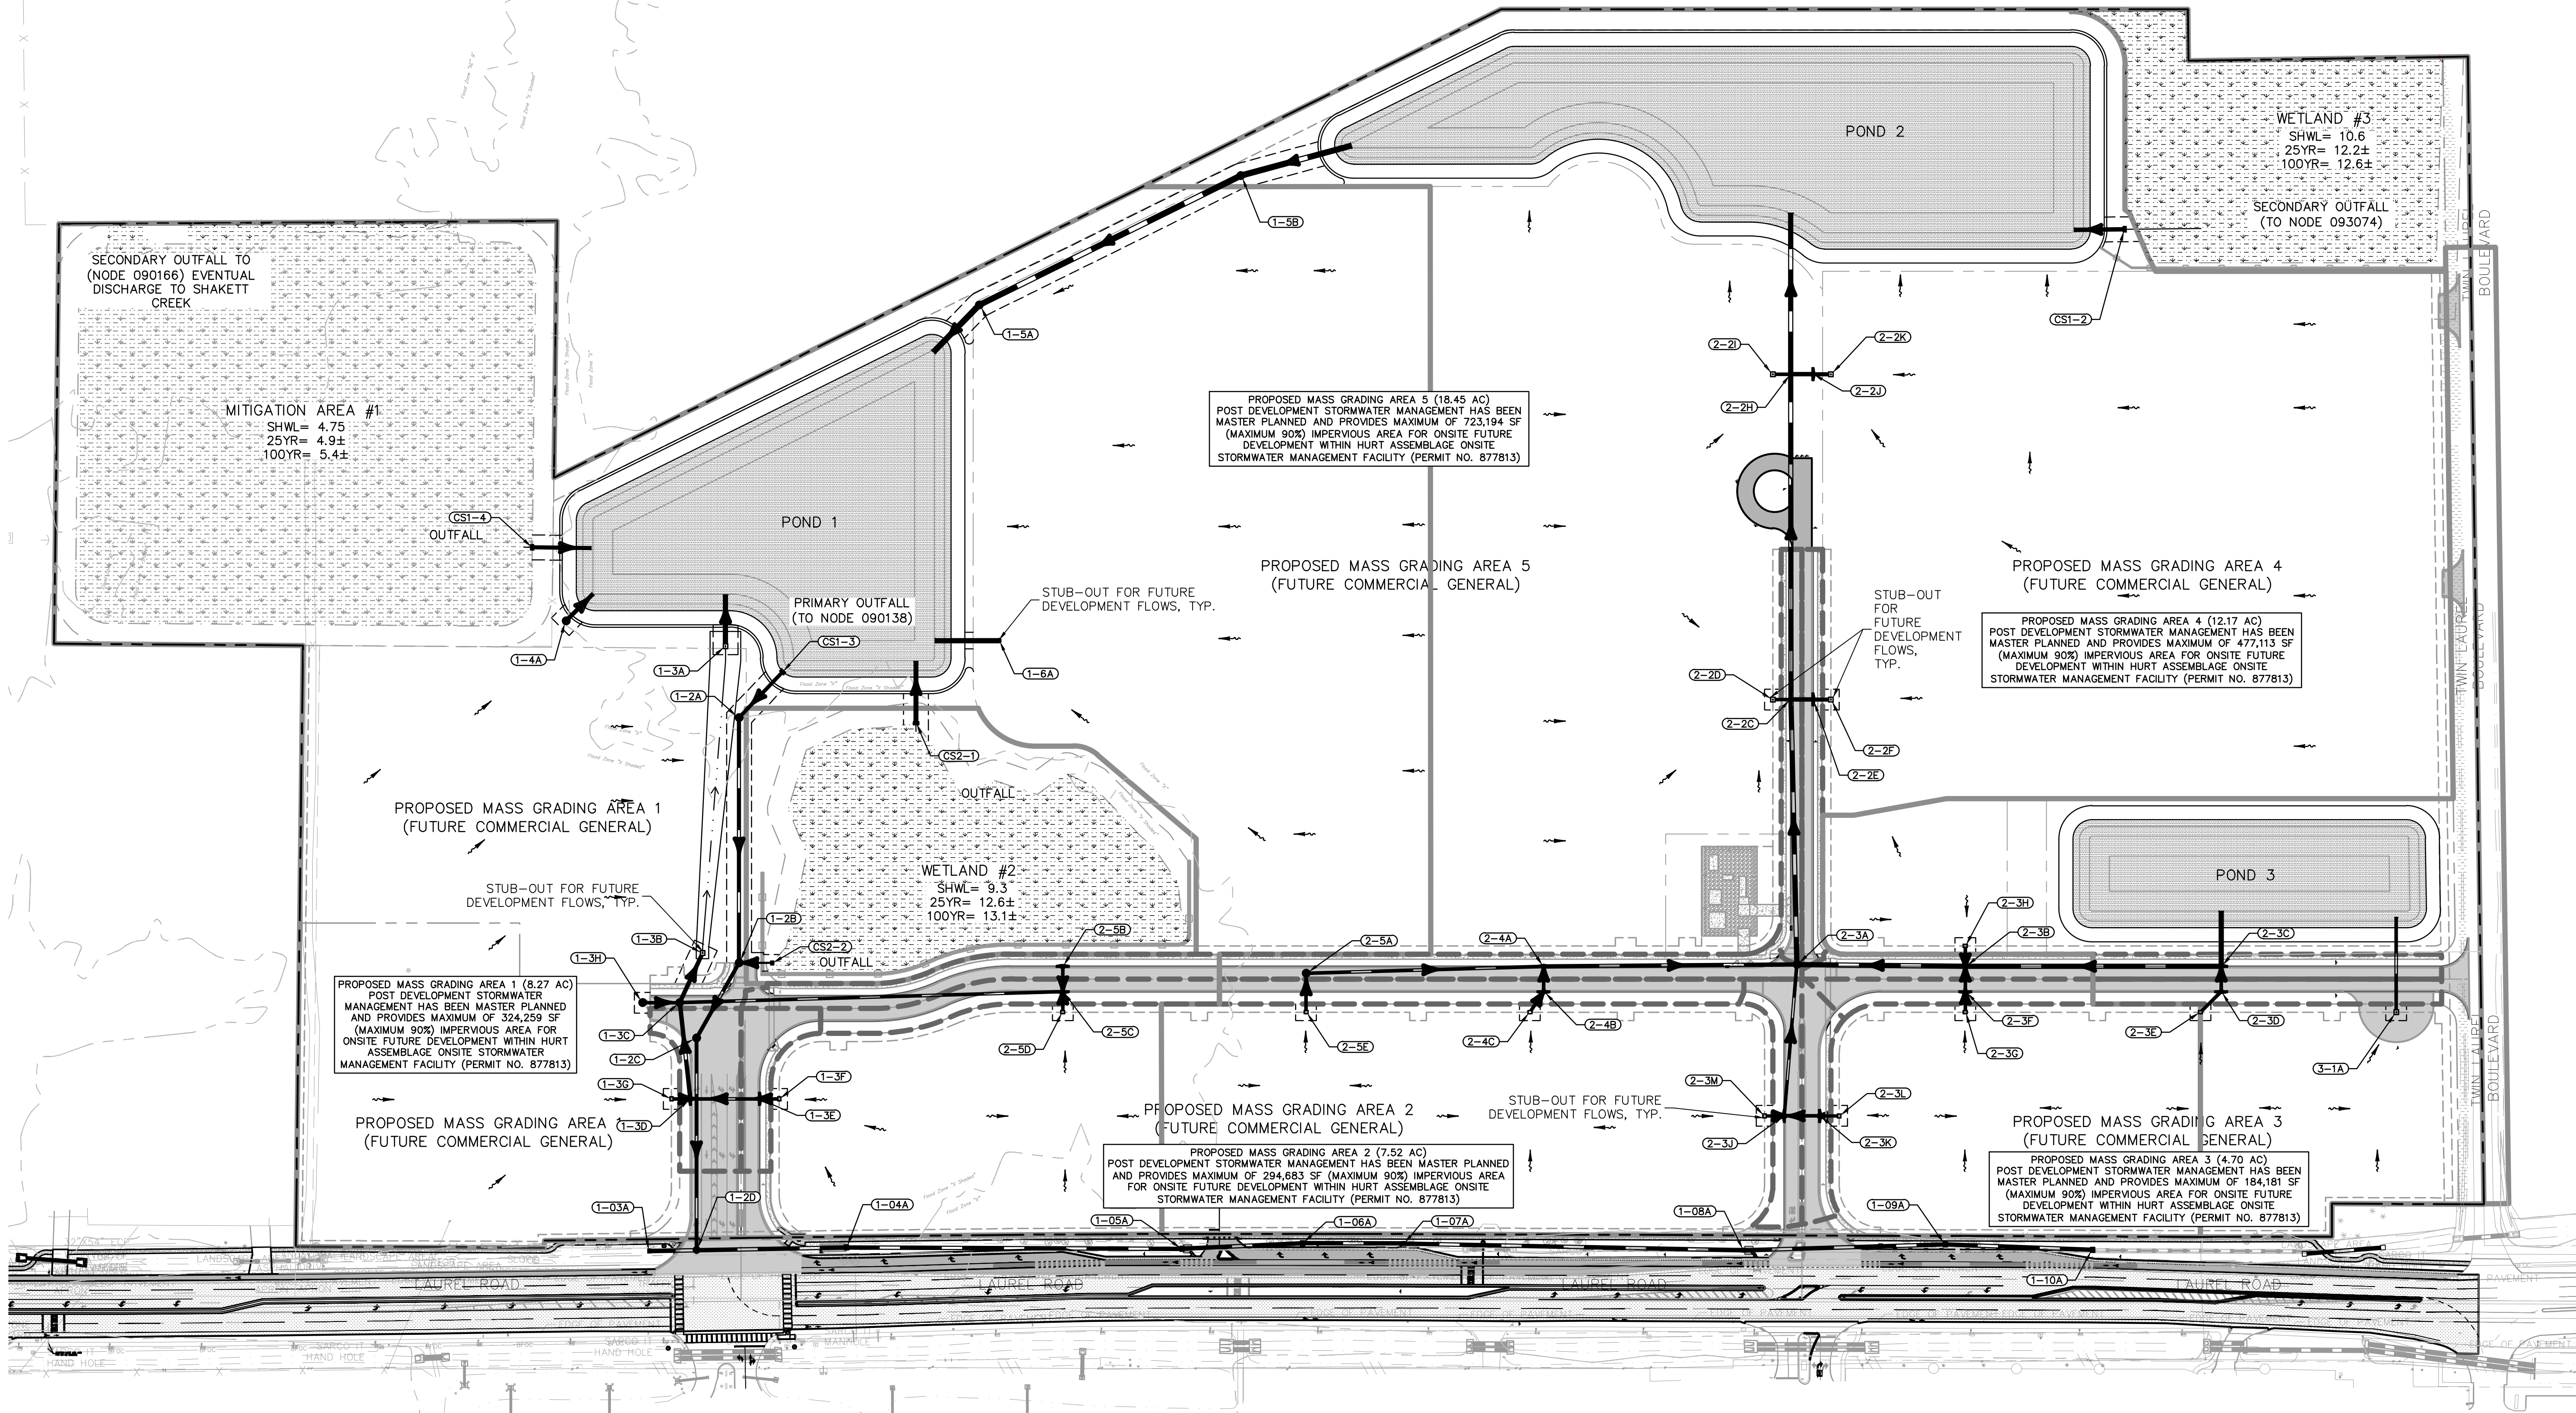 POND 2
WETLAND #3
SHWL= 10.6
25YR= 12.2±
100YR= 12.6±
SECONDARY OUTFALL
(TO NODE 093074)
TWIN LAUREL
BOULEVARD
SECONDARY OUTFALL TO
(NODE 090166) EVENTUAL
DISCHARGE TO SHAKETT
CREEK
1-5B
CS1-2
1-5A
2-2I
2-2K
2-2J
2-2H
MITIGATION AREA #1
SHWL= 4.75
25YR= 4.9±
100YR= 5.4±
PROPOSED MASS GRADING AREA 5 (18.45 AC)
POST DEVELOPMENT STORMWATER MANAGEMENT HAS BEEN
MASTER PLANNED AND PROVIDES MAXIMUM OF 723,194 SF
(MAXIMUM 90%) IMPERVIOUS AREA FOR ONSITE FUTURE
DEVELOPMENT WITHIN HURT ASSEMBLAGE ONSITE
STORMWATER MANAGEMENT FACILITY (PERMIT NO. 877813)
CS1-4
OUTFALL
POND 1
PROPOSED MASS GRADING AREA 5
(FUTURE COMMERCIAL GENERAL)
PROPOSED MASS GRADING AREA 4
(FUTURE COMMERCIAL GENERAL)
PRIMARY OUTFALL
(TO NODE 090138)
STUB-OUT FOR FUTURE
DEVELOPMENT FLOWS, TYP.
STUB-OUT
FOR
FUTURE
DEVELOPMENT
FLOWS,
TYP.
PROPOSED MASS GRADING AREA 4 (12.17 AC)
POST DEVELOPMENT STORMWATER MANAGEMENT HAS BEEN
MASTER PLANNED AND PROVIDES MAXIMUM OF 477,113 SF
(MAXIMUM 90%) IMPERVIOUS AREA FOR ONSITE FUTURE
DEVELOPMENT WITHIN HURT ASSEMBLAGE ONSITE
STORMWATER MANAGEMENT FACILITY (PERMIT NO. 877813)
TWIN LAUREL
BOULEVARD
CS1-3
1-4A
1-3A
1-6A
1-2A
2-2D
2-2C
2-2F
2-2E
CS2-1
OUTFALL
PROPOSED MASS GRADING AREA 1
(FUTURE COMMERCIAL GENERAL)
WETLAND #2
SHWL= 9.3
25YR= 12.6±
100YR= 13.1±
POND 3
STUB-OUT FOR FUTURE
DEVELOPMENT FLOWS, TYP.
1-2B
2-5B
2-5A
2-4A
2-3A
2-3H
2-3B
2-3C
1-3B
CS2-2
OUTFALL
1-3H
PROPOSED MASS GRADING AREA 1 (8.27 AC)
POST DEVELOPMENT STORMWATER
MANAGEMENT HAS BEEN MASTER PLANNED
AND PROVIDES MAXIMUM OF 324,259 SF
(MAXIMUM 90%) IMPERVIOUS AREA FOR
ONSITE FUTURE DEVELOPMENT WITHIN HURT
ASSEMBLAGE ONSITE STORMWATER
MANAGEMENT FACILITY (PERMIT NO. 877813)
1-3C
1-2C
2-5D
2-5C
2-5E
2-4C
2-4B
2-3F
2-3G
2-3E
2-3D
3-1A
1-3G
1-3F
1-3E
1-3D
2-3M
2-3L
2-3J
2-3K
STUB-OUT FOR FUTURE
DEVELOPMENT FLOWS, TYP.
PROPOSED MASS GRADING AREA 1
(FUTURE COMMERCIAL GENERAL)
PROPOSED MASS GRADING AREA 2
(FUTURE COMMERCIAL GENERAL)
PROPOSED MASS GRADING AREA 3
(FUTURE COMMERCIAL GENERAL)
PROPOSED MASS GRADING AREA 2 (7.52 AC)
POST DEVELOPMENT STORMWATER MANAGEMENT HAS BEEN MASTER PLANNED
AND PROVIDES MAXIMUM OF 294,683 SF (MAXIMUM 90%) IMPERVIOUS AREA
FOR ONSITE FUTURE DEVELOPMENT WITHIN HURT ASSEMBLAGE ONSITE
STORMWATER MANAGEMENT FACILITY (PERMIT NO. 877813)
PROPOSED MASS GRADING AREA 3 (4.70 AC)
POST DEVELOPMENT STORMWATER MANAGEMENT HAS BEEN
MASTER PLANNED AND PROVIDES MAXIMUM OF 184,181 SF
(MAXIMUM 90%) IMPERVIOUS AREA FOR ONSITE FUTURE
DEVELOPMENT WITHIN HURT ASSEMBLAGE ONSITE
STORMWATER MANAGEMENT FACILITY (PERMIT NO. 877813)
BOULEVARD
1-03A
1-2D
1-04A
1-05A
1-06A
1-07A
1-08A
1-09A
1-10A
LAUREL ROAD
LAUREL ROAD
LAUREL ROAD
LAUREL ROAD
EDGE OF PAVEMENT
SARCO IT
HAND HOLE
SARCO IT
HAND HOLE
MANHOLE